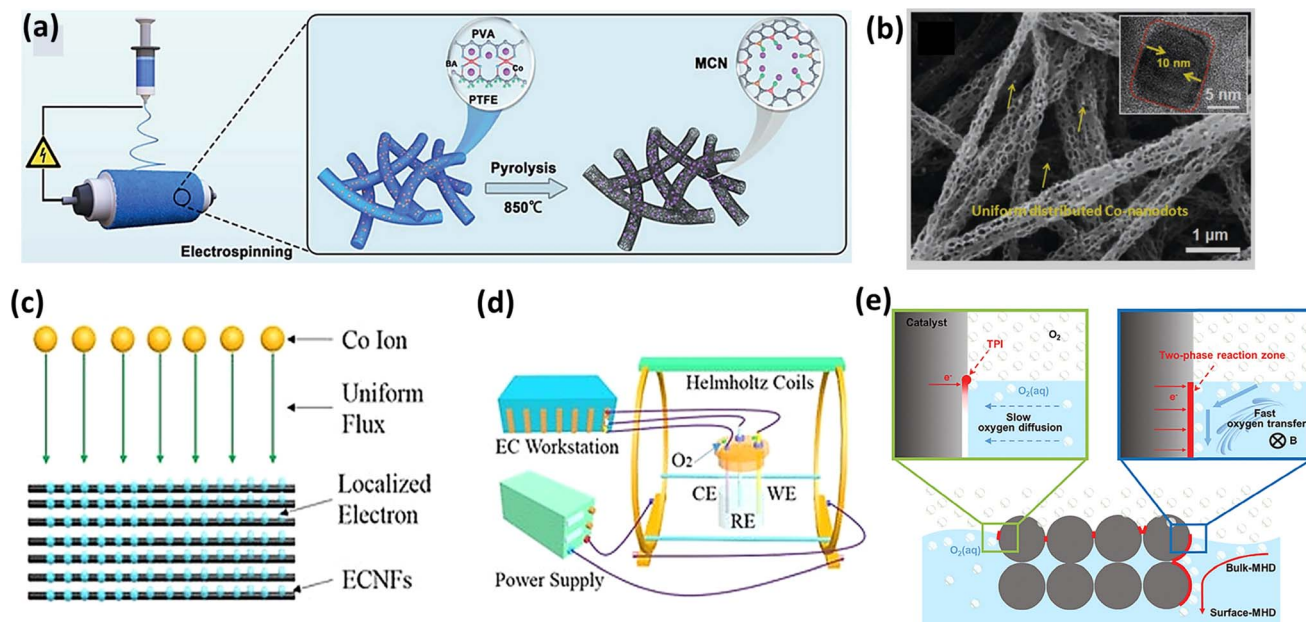 (a)
PVA
BA
Co
PTFE
MCN
Pyrolysis
850℃
Electrospinning
(b)
10 nm
5 nm
Uniform distributed Co-nanodots
1 μm
(c)
Co Ion
Uniform
Flux
Localized
Electron
ECNFs
(d)
Helmholtz Coils
EC Workstation
O₂
CE
WE
RE
Power Supply
(e)
Catalyst
O₂
TPI
e⁻
O₂(aq)
Slow
oxygen diffusion
Two-phase reaction zone
e⁻
Fast
oxygen transfer
B
O₂(aq)
Bulk-MHD
Surface-MHD